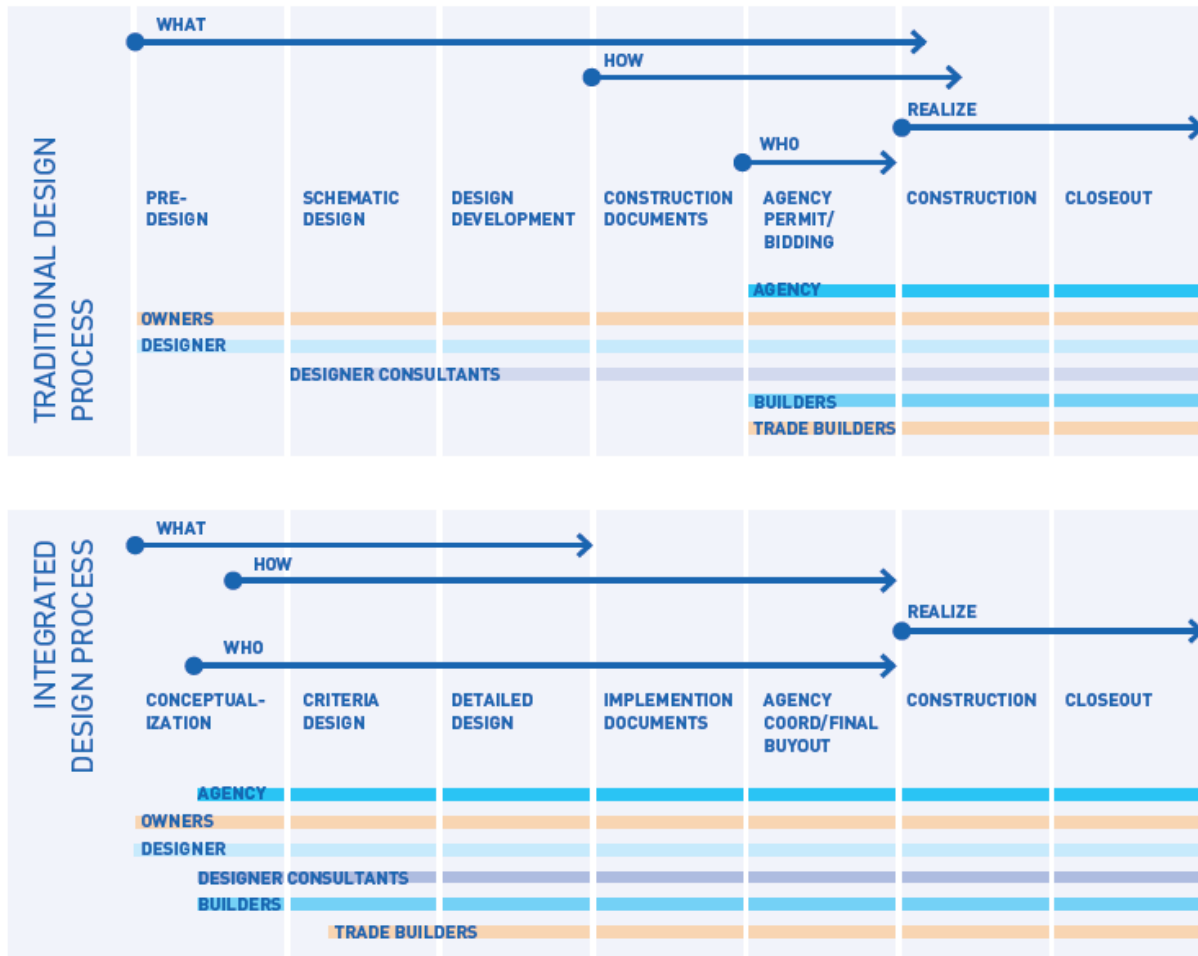 TRADITIONAL DESIGN
PROCESS
WHAT
HOW
REALIZE
WHO
PRE-
DESIGN
SCHEMATIC
DESIGN
DESIGN
DEVELOPMENT
CONSTRUCTION
DOCUMENTS
AGENCY
PERMIT/
BIDDING
CONSTRUCTION
CLOSEOUT
AGENCY
OWNERS
DESIGNER
DESIGNER CONSULTANTS
BUILDERS
TRADE BUILDERS
INTEGRATED
DESIGN PROCESS
WHAT
HOW
REALIZE
WHO
CONCEPTUAL-
IZATION
CRITERIA
DESIGN
DETAILED
DESIGN
IMPLEMENTION
DOCUMENTS
AGENCY
COORD/FINAL
BUYOUT
CONSTRUCTION
CLOSEOUT
AGENCY
OWNERS
DESIGNER
DESIGNER CONSULTANTS
BUILDERS
TRADE BUILDERS